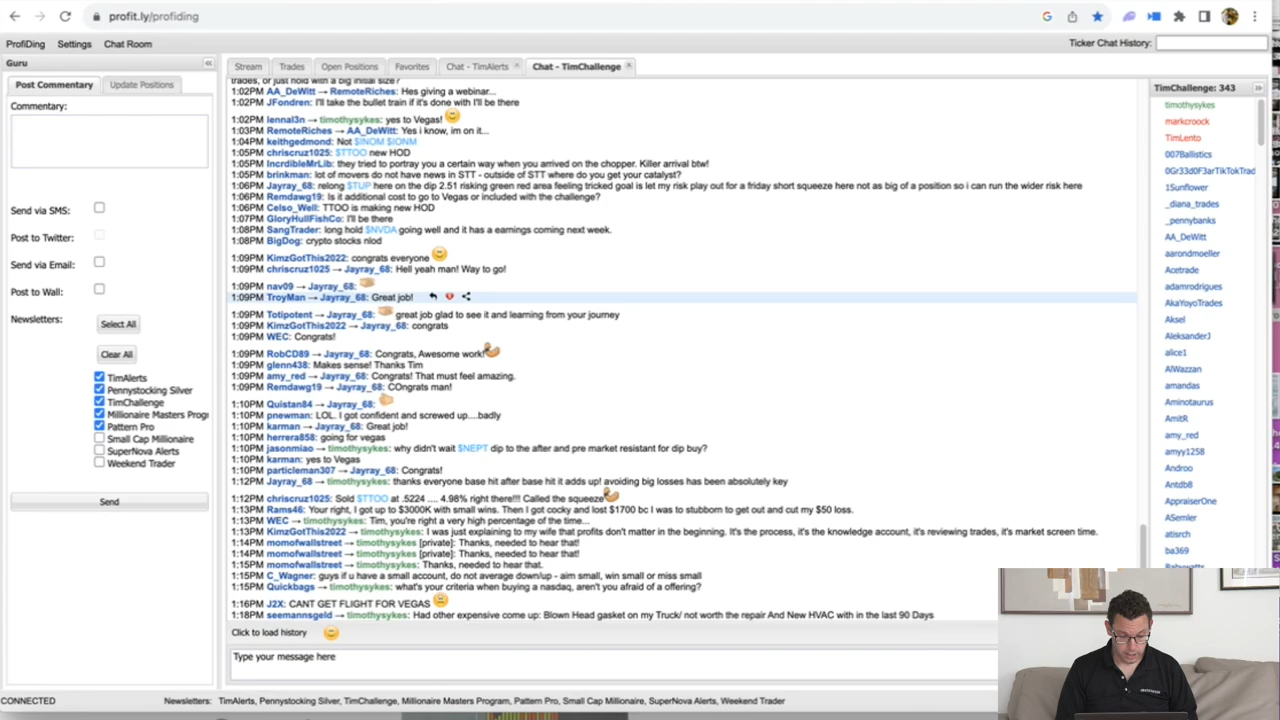 profit.ly/profiding
ProfiDing Settings Chat Room
Ticker Chat History:
Guru
Post Commentary Update Positions
Commentary:
Send via SMS:
Post to Twitter:
Send via Email:
Post to Wall:
Newsletters: Select All
Clear All
TimAlerts
Pennystocking Silver
TimChallenge
Millionaire Masters Progr
Pattern Pro
Small Cap Millionaire
SuperNova Alerts
Weekend Trader
Send
Stream Trades Open Positions Favorites Chat - TimAlerts Chat - TimChallenge
trades, or just hold with a big initial size?
1:02PM AA_DeWitt → RemoteRiches: Hes giving a webinar...
1:02PM JFondren: I'll take the bullet train if it's done with I'll be there
1:02PM lennal3n → timothysykes: yes to Vegas!
1:03PM RemoteRiches → AA_DeWitt: Yes i know, im on it...
1:04PM keithgedmond: Not $INOM $IONM
1:05PM chriscruz1025: $TTOO new HOD
1:05PM IncrdibleMrLib: they tried to portray you a certain way when you arrived on the chopper. Killer arrival btw!
1:05PM brinkman: lot of movers do not have news in STT - outside of STT where do you get your catalyst?
1:06PM Jayray_68: relong $TUP here on the dip 2.51 risking green red area feeling tricked goal is let my risk play out for a friday short squeeze here not as big of a position so i can run the wider risk here
1:06PM Remdawg19: Is it additional cost to go to Vegas or included with the challenge?
1:06PM Celso_Well: TTOO is making new HOD
1:07PM GloryHullFishCo: I'll be there
1:08PM SangTrader: long hold $NVDA going well and it has a earnings coming next week.
1:08PM BigDog: crypto stocks nlod
1:09PM KimzGotThis2022: congrats everyone
1:09PM chriscruz1025 → Jayray_68: Hell yeah man! Way to go!
1:09PM nav09 → Jayray_68:
1:09PM TroyMan → Jayray_68: Great job!
1:09PM Totipotent → Jayray_68: great job glad to see it and learning from your journey
1:09PM KimzGotThis2022 → Jayray_68: congrats
1:09PM WEC: Congrats!
1:09PM RobCD89 → Jayray_68: Congrats, Awesome work!
1:09PM glenn438: Makes sense! Thanks Tim
1:09PM amy_red → Jayray_68: Congrats! That must feel amazing.
1:09PM Remdawg19 → Jayray_68: COngrats man!
1:10PM Quistan84 → Jayray_68:
1:10PM pnewman: LOL. I got confident and screwed up....badly
1:10PM karman → Jayray_68: Great job!
1:10PM herrera858: going for vegas
1:10PM jasonmiao → timothysykes: why didn't wait $NEPT dip to the after and pre market resistant for dip buy?
1:10PM karman: yes to Vegas
1:10PM particleman307 → Jayray_68: Congrats!
1:12PM Jayray_68 → timothysykes: thanks everyone base hit after base hit it adds up! avoiding big losses has been absolutely key
1:12PM chriscruz1025: Sold $TTOO at .5224 .... 4.98% right there!!! Called the squeeze
1:13PM Rams46: Your right, I got up to $3000K with small wins. Then I got cocky and lost $1700 bc I was to stubborn to get out and cut my $50 loss.
1:13PM WEC → timothysykes: Tim, you're right a very high percentage of the time...
1:13PM KimzGotThis2022 → timothysykes: I was just explaining to my wife that profits don't matter in the beginning. It's the process, it's the knowledge account, it's reviewing trades, it's market screen time.
1:14PM momofwallstreet → timothysykes [private]: Thanks, needed to hear that!
1:14PM momofwallstreet → timothysykes [private]: Thanks, needed to hear that!
1:15PM momofwallstreet → timothysykes: Thanks, needed to hear that.
1:15PM C_Wagner: guys if u have a small account, do not average down/up - aim small, win small or miss small
1:15PM Quickbags → timothysykes: what's your criteria when buying a nasdaq, aren't you afraid of a offering?
1:16PM J2X: CANT GET FLIGHT FOR VEGAS
1:18PM seemannsgeld → timothysykes: Had other expensive come up: Blown Head gasket on my Truck/ not worth the repair And New HVAC with in the last 90 Days
Click to load history
Type your message here
TimChallenge: 343
timothysykes
markcroock
TimLento
007Ballistics
0Gr33d0F3arTikTokTrad
1Sunflower
_diana_trades
_pennybanks
AA_DeWitt
aarondmoeller
Acetrade
adamrodrigues
AkaYoyoTrades
Aksel
AleksanderJ
alice1
AlWazzan
amandas
Aminotaurus
AmitR
amy_red
amyy1258
Androo
Antdb8
AppraiserOne
ASemler
atisrch
ba369
CONNECTED
Newsletters: TimAlerts, Pennystocking Silver, TimChallenge, Millionaire Masters Program, Pattern Pro, Small Cap Millionaire, SuperNova Alerts, Weekend Trader